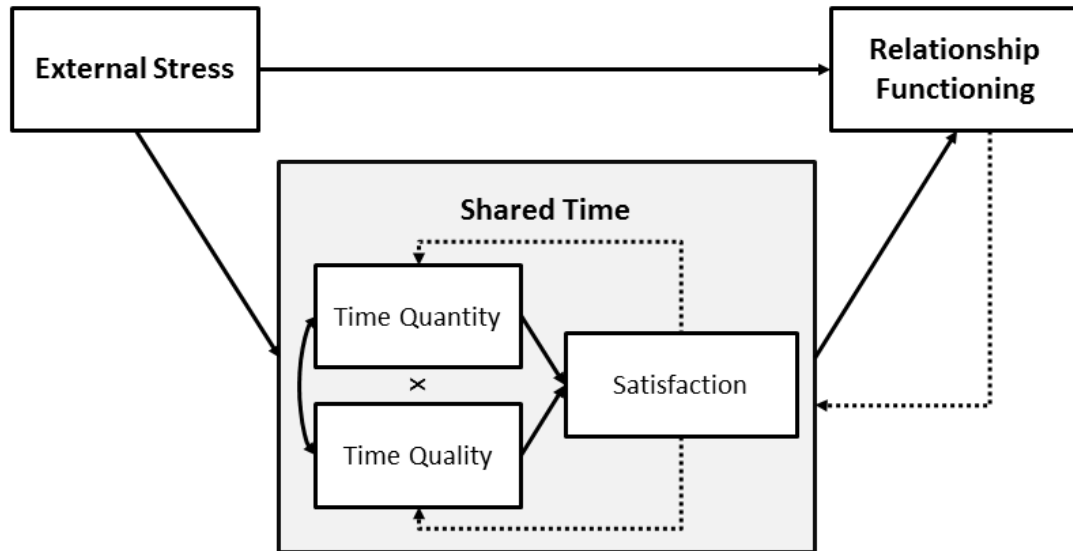 External Stress
Relationship
Functioning
Shared Time
Time Quantity
x
Time Quality
Satisfaction